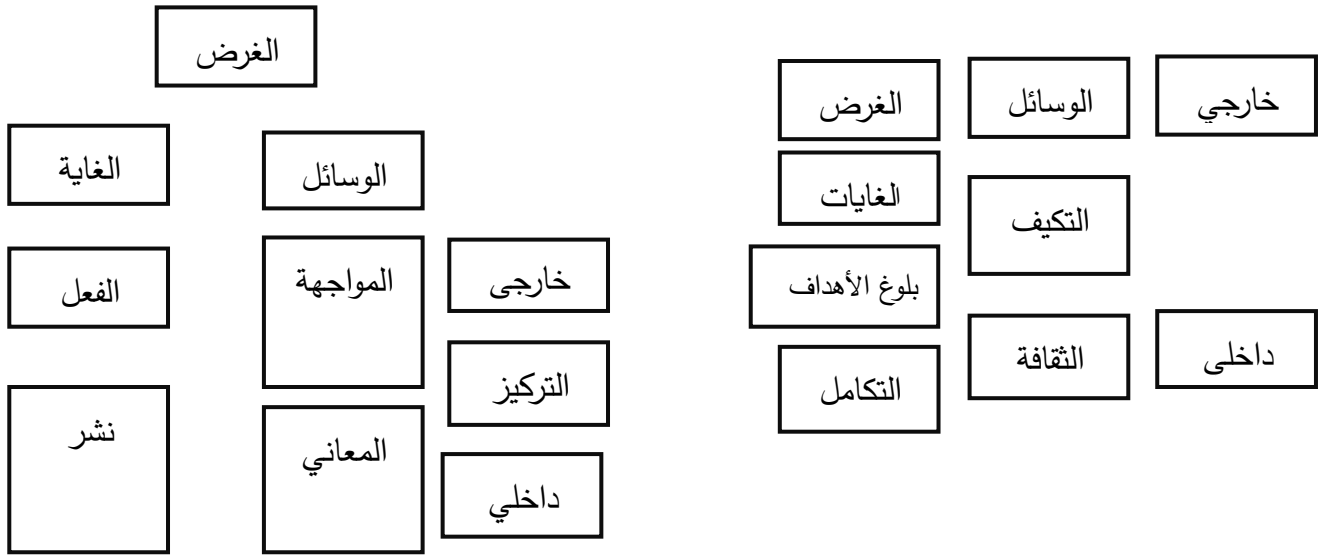 خارجي
الوسائل
الغرض
التكيف
الغايات
بلوغ الأهداف
داخلى
الثقافة
التكامل
الغرض
الوسائل
الغاية
خارجى
المواجهة
الفعل
التركيز
داخلي
المعاني
نشر